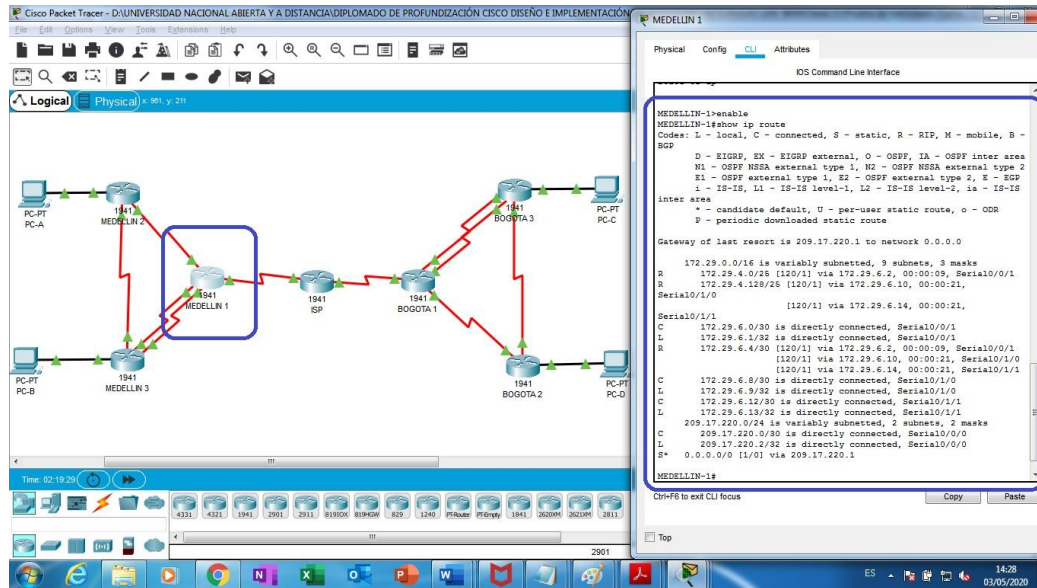 Cisco Packet Tracer - D:\UNIVERSIDAD NACIONAL ABIERTA Y A DISTANCIA\DIPLOMADO DE PROFUNDIZACIÓN CISCO DISEÑO E IMPLEMENTACIÓN
File Edit Options View Tools Extensions Help
Logical Physical x: 961, y: 211
PC-PT
PC-A
1941
MEDELLIN 2
1941
MEDELLIN 1
1941
ISP
1941
BOGOTA 1
1941
BOGOTA 3
PC-PT
PC-C
PC-PT
PC-B
1941
MEDELLIN 3
1941
BOGOTA 2
PC-PT
PC-D
Time: 02:19:29
4331 4321 1941 2901 2911 819IOX 819HGW 829 1240 PT-Router PT-Empty 1841 2620XM 2621XM 2811
2901
MEDELLIN 1
Physical Config CLI Attributes
IOS Command Line Interface
MEDELLIN-1>enable
MEDELLIN-1#show ip route
Codes: L - local, C - connected, S - static, R - RIP, M - mobile, B -
BGP
D - EIGRP, EX - EIGRP external, O - OSPF, IA - OSPF inter area
N1 - OSPF NSSA external type 1, N2 - OSPF NSSA external type 2
E1 - OSPF external type 1, E2 - OSPF external type 2, E - EGP
i - IS-IS, L1 - IS-IS level-1, L2 - IS-IS level-2, ia - IS-IS
inter area
* - candidate default, U - per-user static route, o - ODR
P - periodic downloaded static route
Gateway of last resort is 209.17.220.1 to network 0.0.0.0
172.29.0.0/16 is variably subnetted, 9 subnets, 3 masks
R 172.29.4.0/25 [120/1] via 172.29.6.2, 00:00:09, Serial0/0/1
R 172.29.4.128/25 [120/1] via 172.29.6.10, 00:00:21,
Serial0/1/0
[120/1] via 172.29.6.14, 00:00:21,
Serial0/1/1
C 172.29.6.0/30 is directly connected, Serial0/0/1
L 172.29.6.1/32 is directly connected, Serial0/0/1
R 172.29.6.4/30 [120/1] via 172.29.6.2, 00:00:09, Serial0/0/1
[120/1] via 172.29.6.10, 00:00:21, Serial0/1/0
[120/1] via 172.29.6.14, 00:00:21, Serial0/1/1
C 172.29.6.8/30 is directly connected, Serial0/1/0
L 172.29.6.9/32 is directly connected, Serial0/1/0
C 172.29.6.12/30 is directly connected, Serial0/1/1
L 172.29.6.13/32 is directly connected, Serial0/1/1
209.17.220.0/24 is variably subnetted, 2 subnets, 2 masks
C 209.17.220.0/30 is directly connected, Serial0/0/0
L 209.17.220.2/32 is directly connected, Serial0/0/0
S* 0.0.0.0/0 [1/0] via 209.17.220.1
MEDELLIN-1#
Ctrl+F6 to exit CLI focus
Copy Paste
Top
ES
14:28
03/05/2020